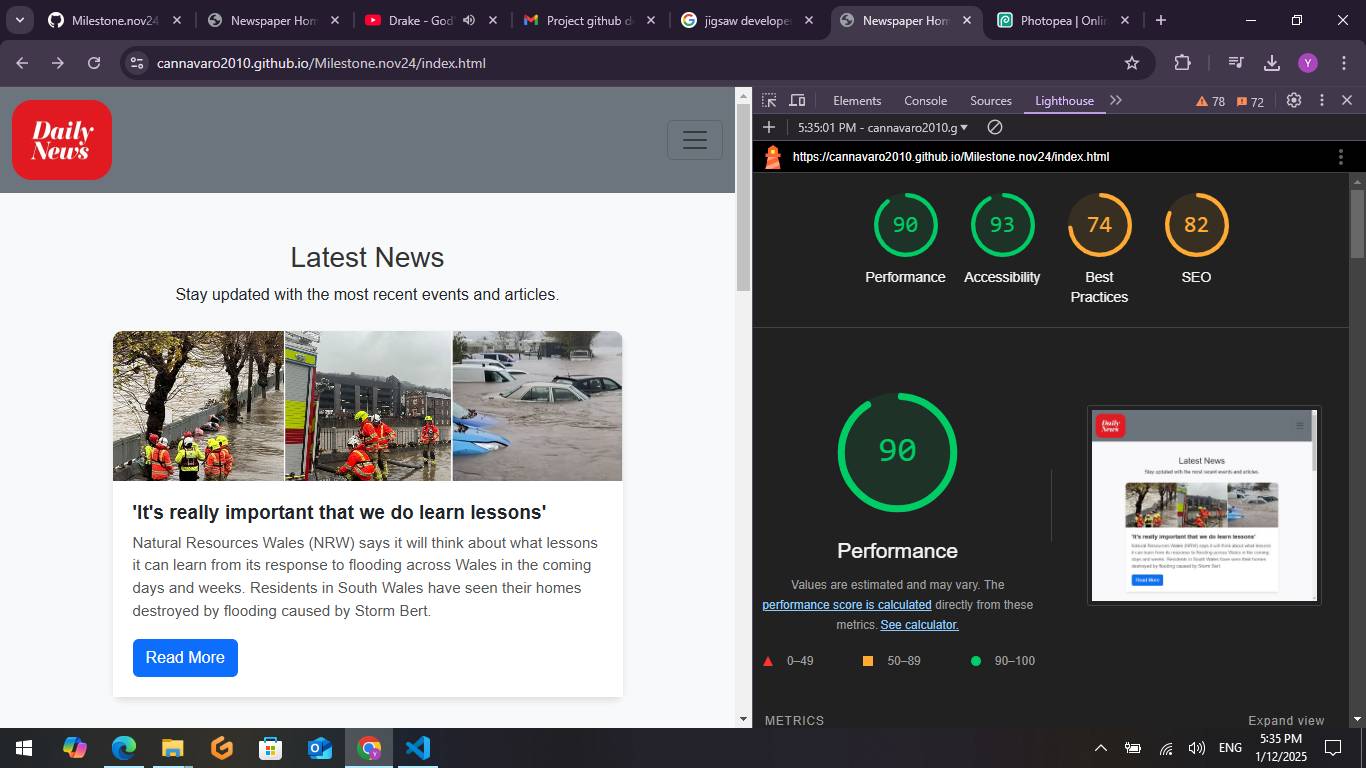 Milestone.nov24
Newspaper Hom
Drake - God'
Project github d
jigsaw develope
Newspaper Hom
Photopea | Onli
cannavaro2010.github.io/Milestone.nov24/index.html
Y
Daily
News
Latest News
Stay updated with the most recent events and articles.
'It's really important that we do learn lessons'
Natural Resources Wales (NRW) says it will think about what lessons
it can learn from its response to flooding across Wales in the coming
days and weeks. Residents in South Wales have seen their homes
destroyed by flooding caused by Storm Bert.
Read More
Elements
Console
Sources
Lighthouse
78
72
5:35:01 PM - cannavaro2010.g
https://cannavaro2010.github.io/Milestone.nov24/index.html
90
93
74
82
Performance
Accessibility
Best
Practices
SEO
90
Performance
Values are estimated and may vary. The
performance score is calculated directly from these
metrics. See calculator.
0–49
50–89
90–100
Daily
News
Latest News
Stay updated with the most recent events and articles.
'It's really important that we do learn lessons'
Natural Resources Wales (NRW) says it will think about what lessons
it can learn from its response to flooding across Wales in the coming
days and weeks. Residents in South Wales have seen their homes
destroyed by flooding caused by Storm Bert.
Read More
METRICS
Expand view
ENG
5:35 PM
1/12/2025